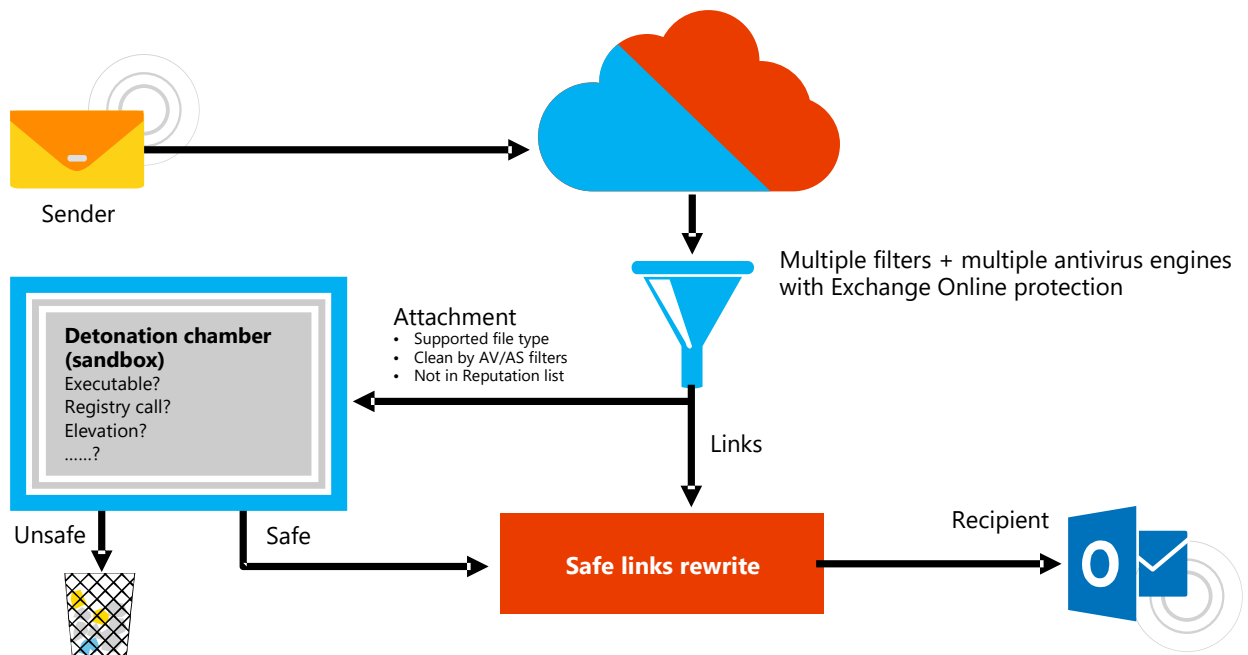 Sender
Multiple filters + multiple antivirus engines
with Exchange Online protection
Attachment
• Supported file type
• Clean by AV/AS filters
• Not in Reputation list
Detonation chamber
(sandbox)
Executable?
Registry call?
Elevation?
......?
Links
Unsafe
Safe
Safe links rewrite
Recipient
O